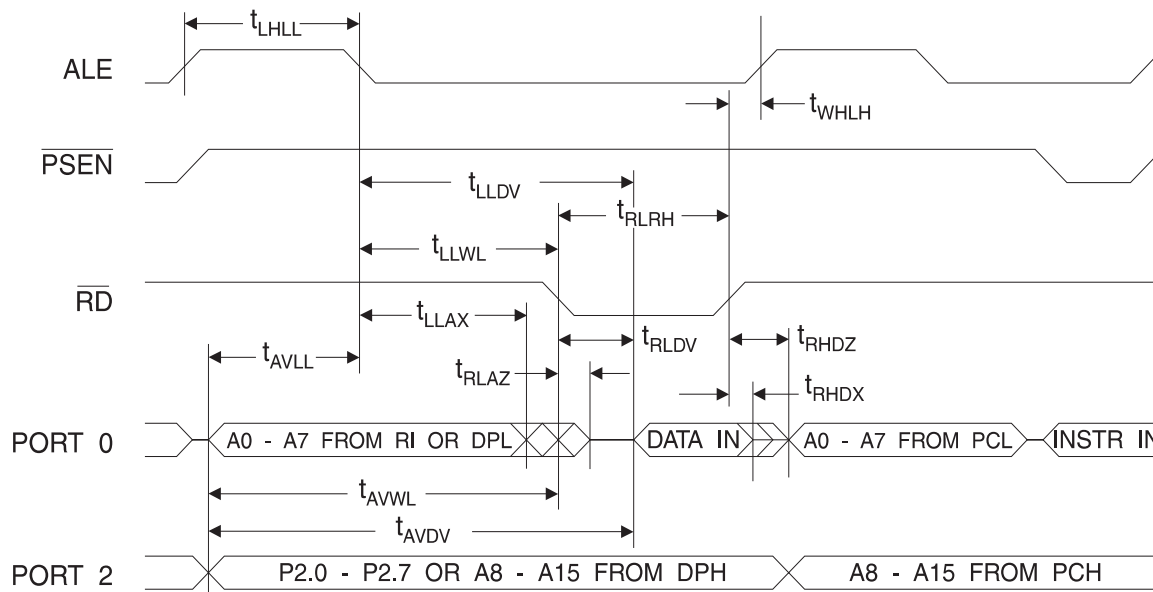 tLHLL
ALE
tWHLH
PSEN
tLLDV
tRLRH
tLLWL
RD
tLLAX
tRLDV
tRHDZ
tAVLL
tRLAZ
tRHDX
PORT 0
A0 - A7 FROM RI OR DPL
DATA IN
A0 - A7 FROM PCL
INSTR IN
tAVWL
tAVDV
PORT 2
P2.0 - P2.7 OR A8 - A15 FROM DPH
A8 - A15 FROM PCH